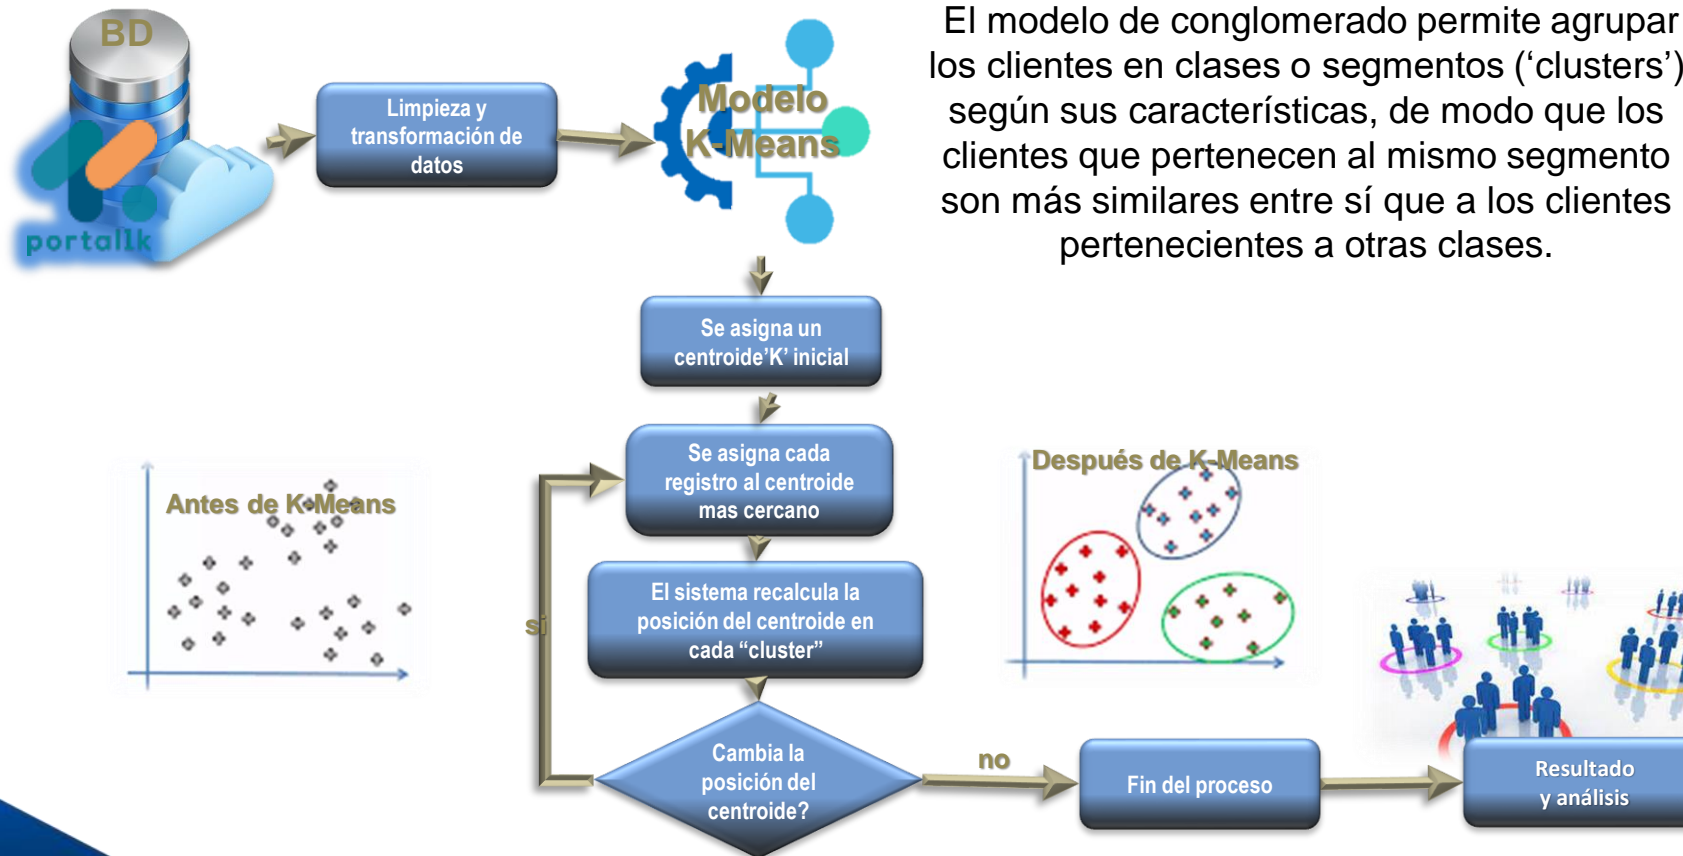 BD
portal1k
Limpieza y
transformación de
datos
Modelo
K-Means
El modelo de conglomerado permite agrupar
los clientes en clases o segmentos (‘clusters’)
según sus características, de modo que los
clientes que pertenecen al mismo segmento
son más similares entre sí que a los clientes
pertenecientes a otras clases.
Se asigna un
centroide’K’ inicial
Se asigna cada
registro al centroide
mas cercano
El sistema recalcula la
posición del centroide en
cada “cluster”
si
Cambia la
posición del
centroide?
no
Fin del proceso
Resultado
y análisis
Antes de K-Means
Después de K-Means